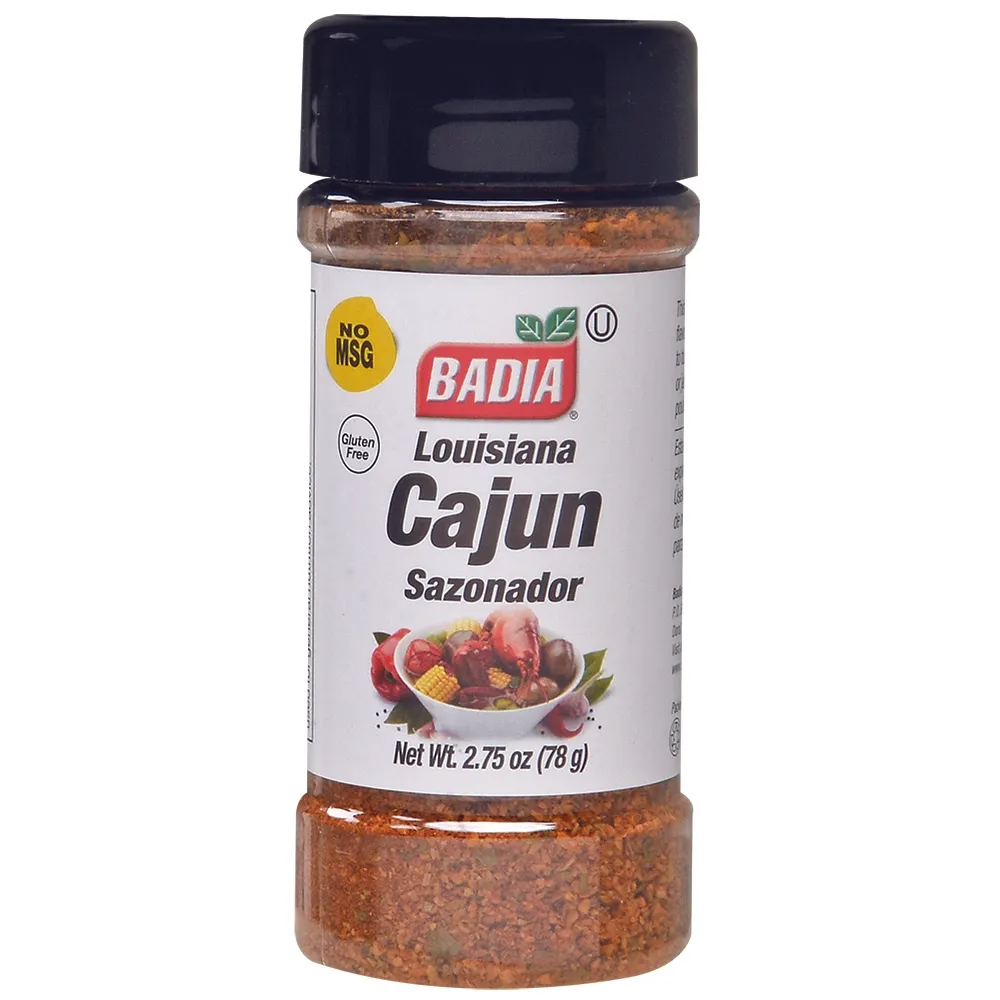 NO
MSG
BADIA
®
U
Gluten
Free
Louisiana
Cajun
Sazonador
Net Wt. 2.75 oz (78 g)